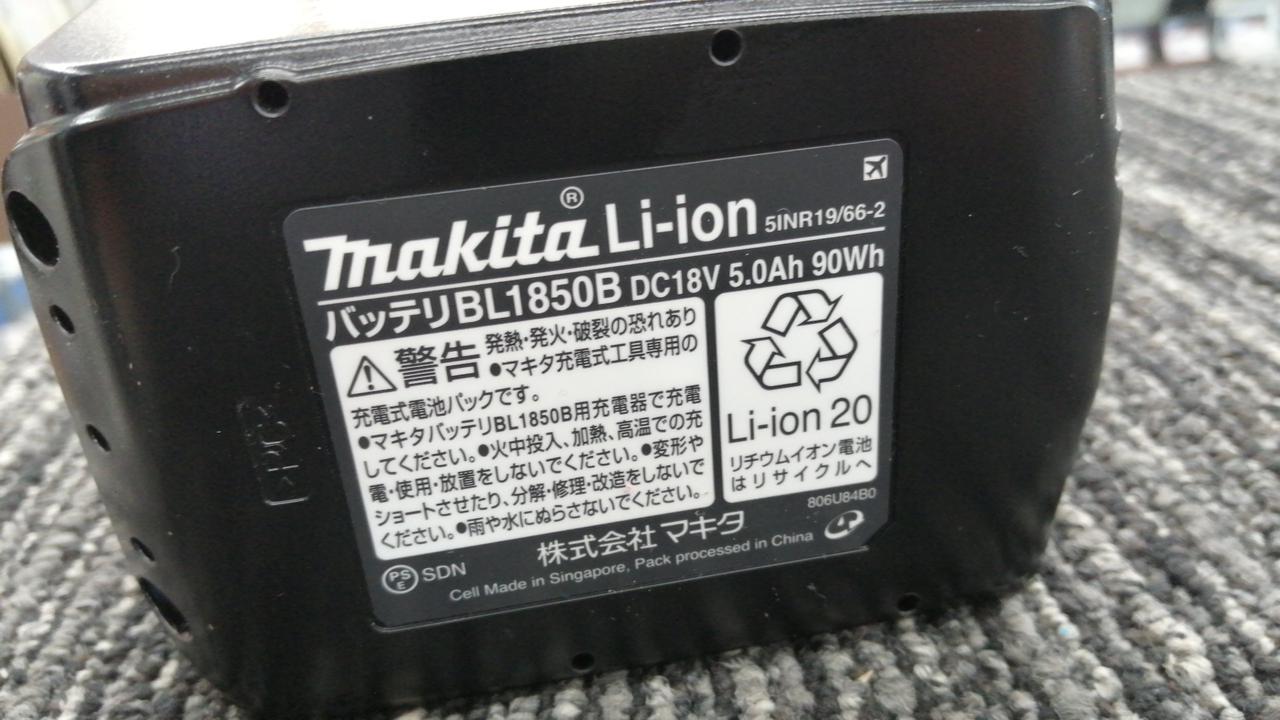 makita® Li-ion 5INR19/66-2
バッテリBL1850B DC18V 5.0Ah 90Wh
警告 発熱・発火・破裂の恐れあり
●マキタ充電式工具専用の
充電式電池パックです。
●マキタバッテリBL1850B用充電器で充電
してください。●火中投入、加熱、高温での充
電・使用・放置をしないでください。●変形や
ショートさせたり、分解・修理・改造をしないで
ください。●雨や水にぬらさないでください。
Li-ion 20
リチウムイオン電池
はリサイクルへ
806U84B0
株式会社マキタ
PSE SDN
Cell Made in Singapore, Pack processed in China